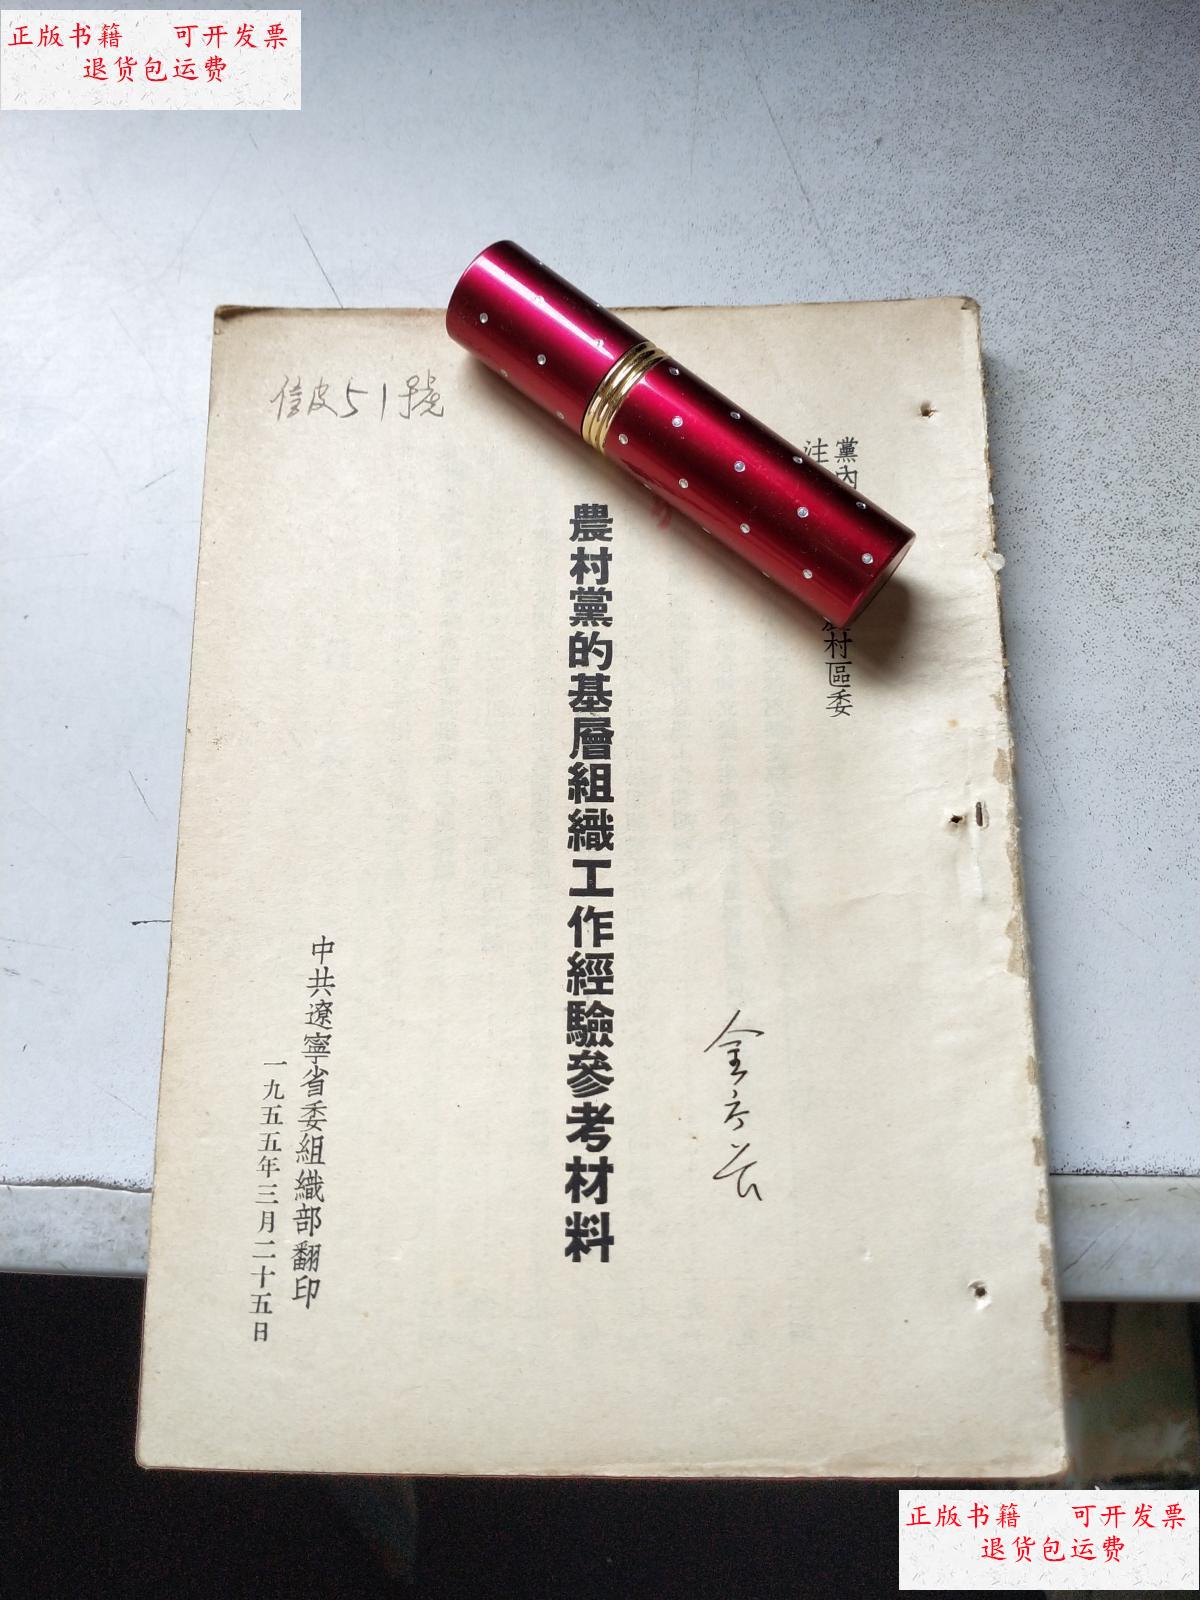 正版书籍 可开发票
退货包运费
51號
黨內
注
村區委
農村黨的基層組織工作經驗參考材料
中共遼寧省委組織部翻印
一九五五年三月二十五日
正版书籍 可开发票
退货包运费